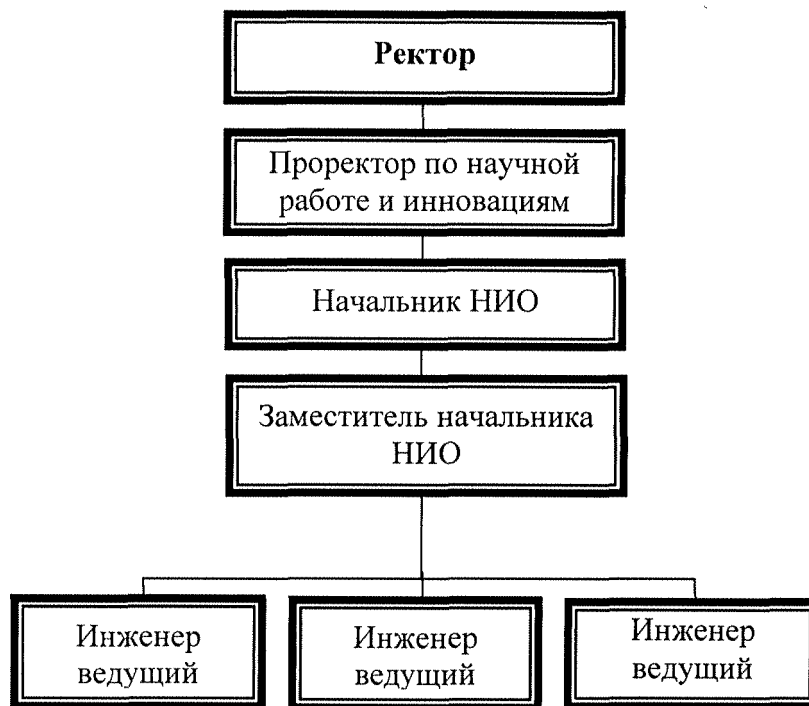 Ректор
Проректор по научной
работе и инновациям
Начальник НИО
Заместитель начальника
НИО
Инженер
ведущий
Инженер
ведущий
Инженер
ведущий